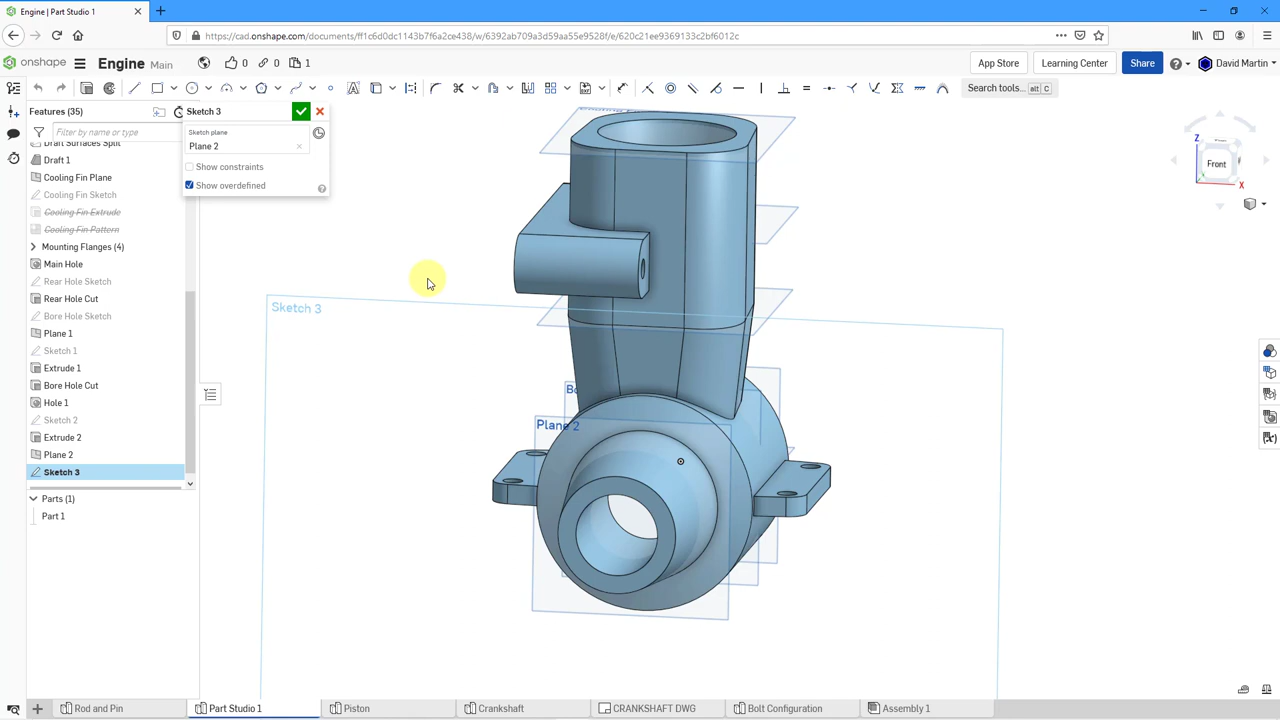 Engine | Part Studio 1
https://cad.onshape.com/documents/ff1c6d0dc1143b7f6a2ce438/w/6392ab709a3d59aa55e9528f/e/620c21ee9369133c2bf6012c
onshape
Engine Main
0
0
1
App Store
Learning Center
Share
David Martin
Search tools... alt C
Features (35)
Filter by name or type
Draft Surfaces Split
Draft 1
Cooling Fin Plane
Cooling Fin Sketch
Cooling Fin Extrude
Cooling Fin Pattern
Mounting Flanges (4)
Main Hole
Rear Hole Sketch
Rear Hole Cut
Bore Hole Sketch
Plane 1
Sketch 1
Extrude 1
Bore Hole Cut
Hole 1
Sketch 2
Extrude 2
Plane 2
Sketch 3
Parts (1)
Part 1
Sketch 3
Sketch plane
Plane 2
Show constraints
Show overdefined
Sketch 3
Bo
Plane 2
Z
Front
X
Rod and Pin
Part Studio 1
Piston
Crankshaft
CRANKSHAFT DWG
Bolt Configuration
Assembly 1